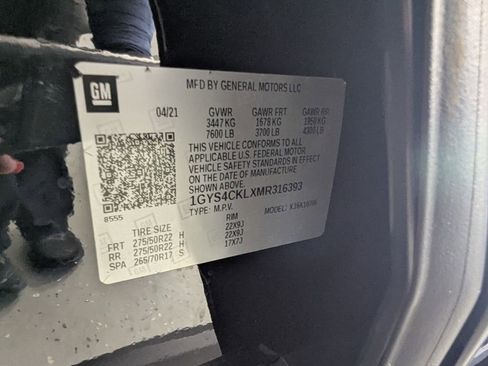 GM
MFD BY GENERAL MOTORS LLC
04/21 GVWR GAWR FRT GAWR RR
3447 KG 1678 KG 1950 KG
7600 LB 3700 LB 4300 LB
THIS VEHICLE CONFORMS TO ALL
APPLICABLE U.S. FEDERAL MOTOR
VEHICLE SAFETY STANDARDS IN EFFECT
ON THE DATE OF MANUFACTURE SHOWN
ABOVE.
1GYS4CKLXMR316393
TYPE: M.P.V. MODEL:
8555
TIRE SIZE RIM
FRT 275/50R22 H 22X9J
RR 275/50R22 H 22X9J
SPA 265/70R17 S 17X7J